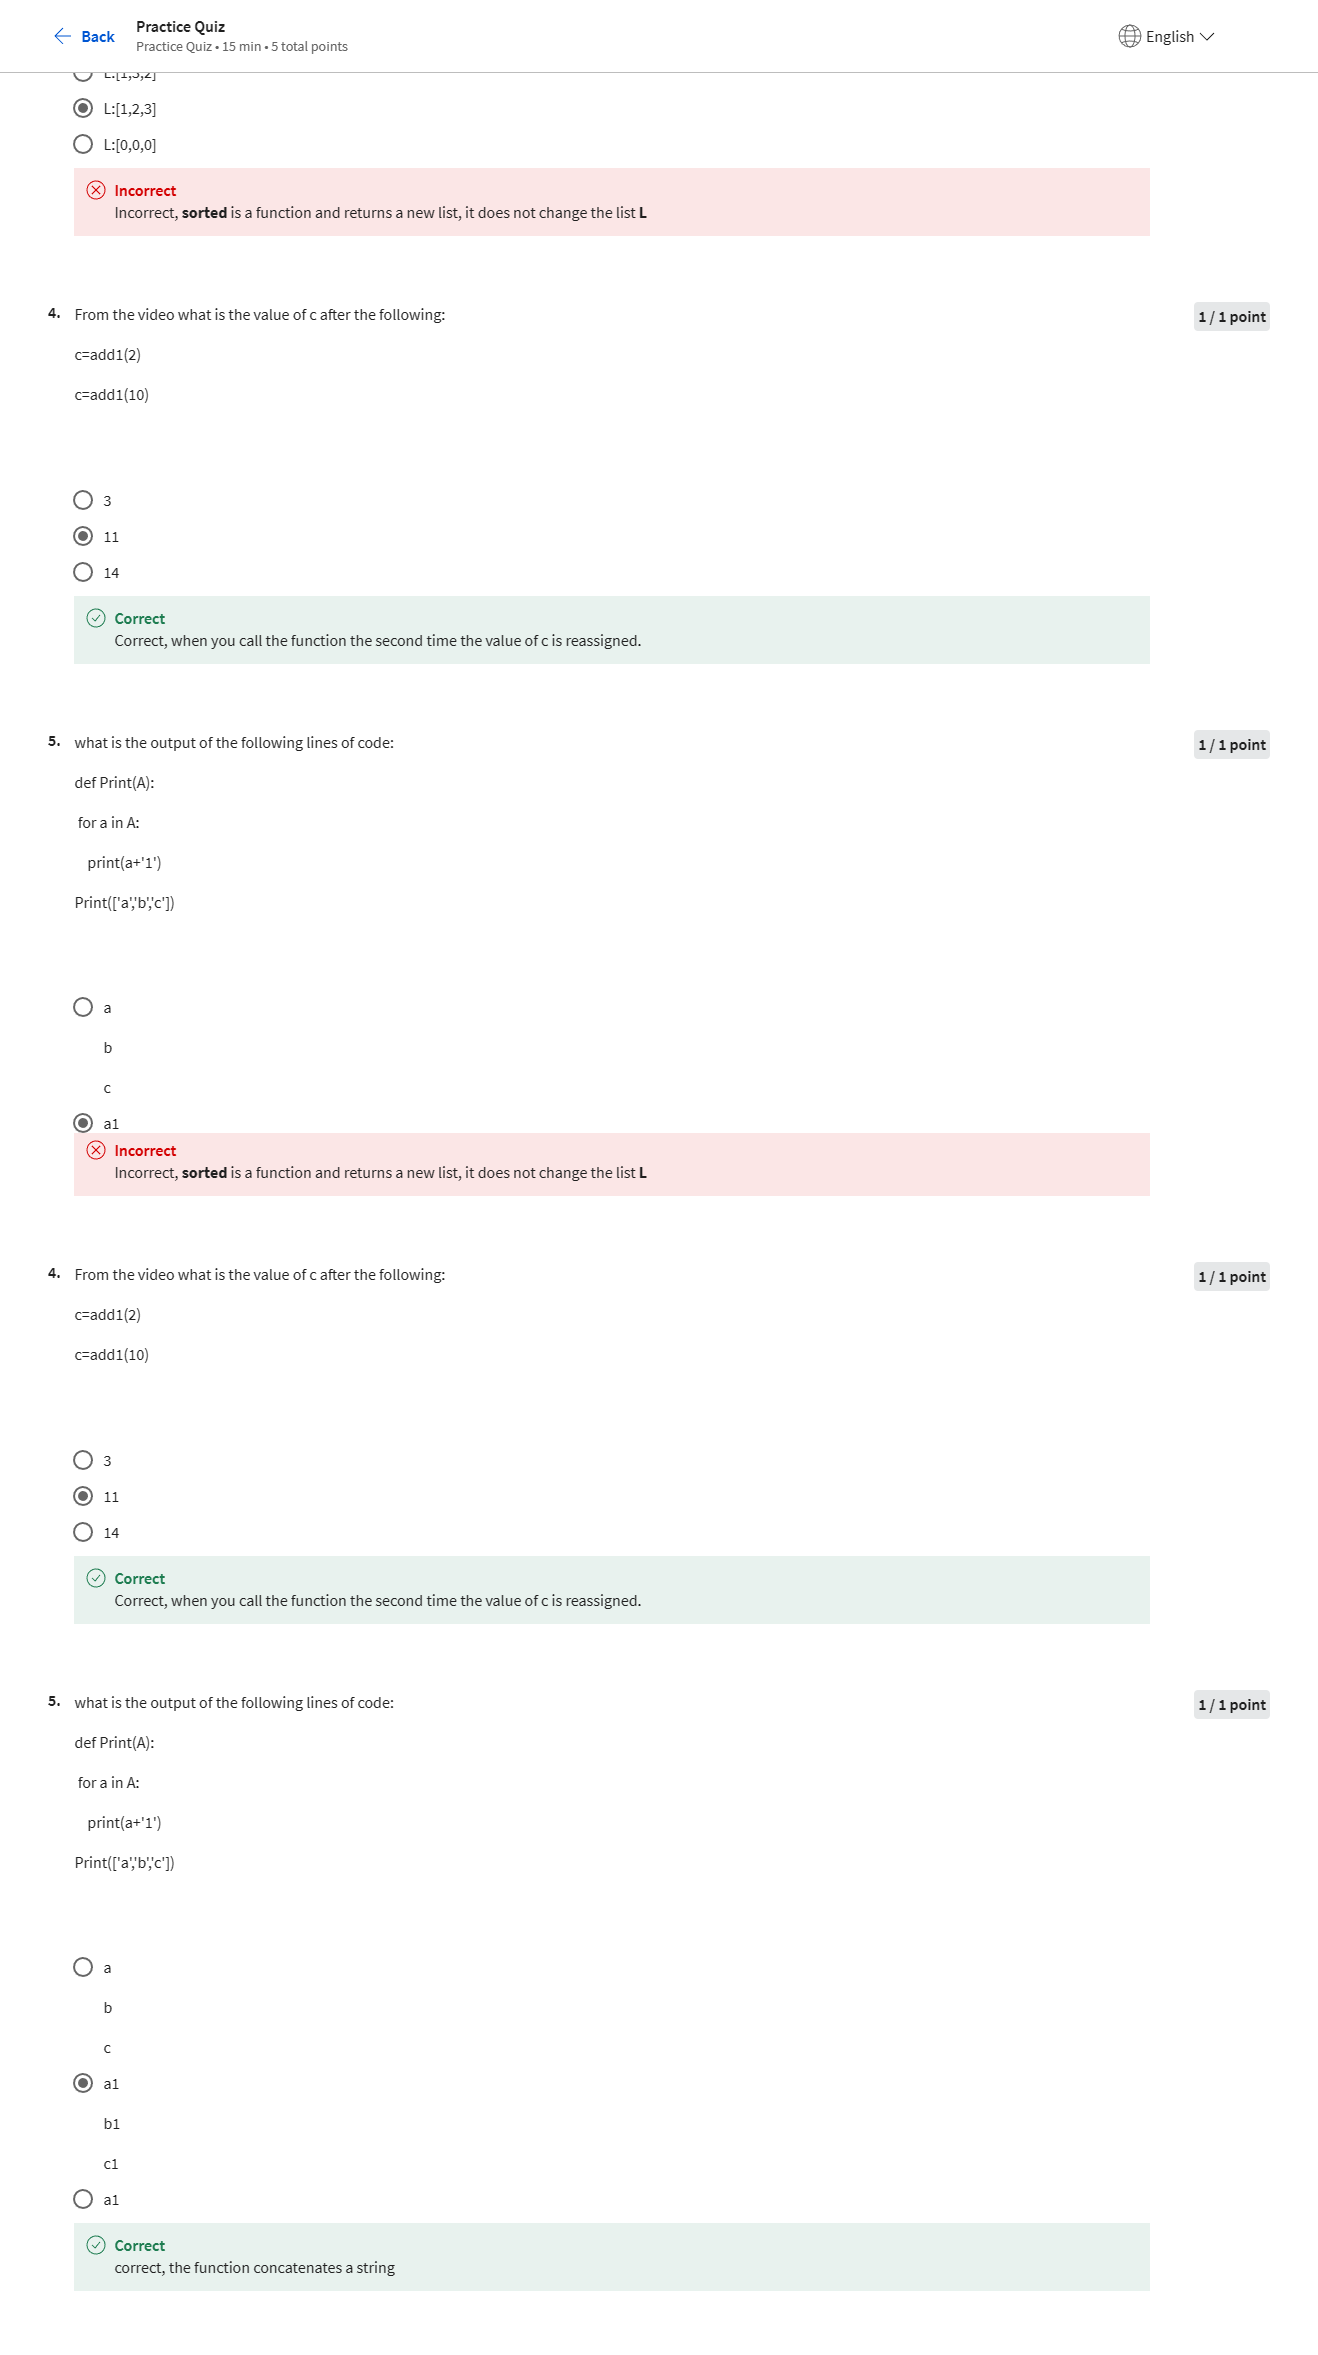 Back
Practice Quiz
Practice Quiz • 15 min • 5 total points
English
L:[1,3,2]
L:[1,2,3]
L:[0,0,0]
Incorrect
Incorrect, sorted is a function and returns a new list, it does not change the list L
4. From the video what is the value of c after the following:
1 / 1 point
c=add1(2)
c=add1(10)
3
11
14
Correct
Correct, when you call the function the second time the value of c is reassigned.
5. what is the output of the following lines of code:
1 / 1 point
def Print(A):
for a in A:
print(a+'1')
Print(['a','b','c'])
a
b
c
a1
Incorrect
Incorrect, sorted is a function and returns a new list, it does not change the list L
4. From the video what is the value of c after the following:
1 / 1 point
c=add1(2)
c=add1(10)
3
11
14
Correct
Correct, when you call the function the second time the value of c is reassigned.
5. what is the output of the following lines of code:
1 / 1 point
def Print(A):
for a in A:
print(a+'1')
Print(['a','b','c'])
a
b
c
a1
b1
c1
a1
Correct
correct, the function concatenates a string